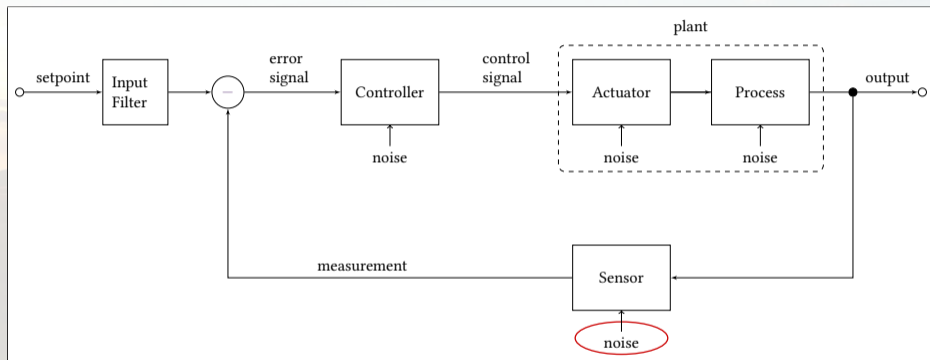 plant
setpoint
Input
Filter
−
error
signal
Controller
noise
control
signal
Actuator
noise
Process
noise
output
measurement
Sensor
noise